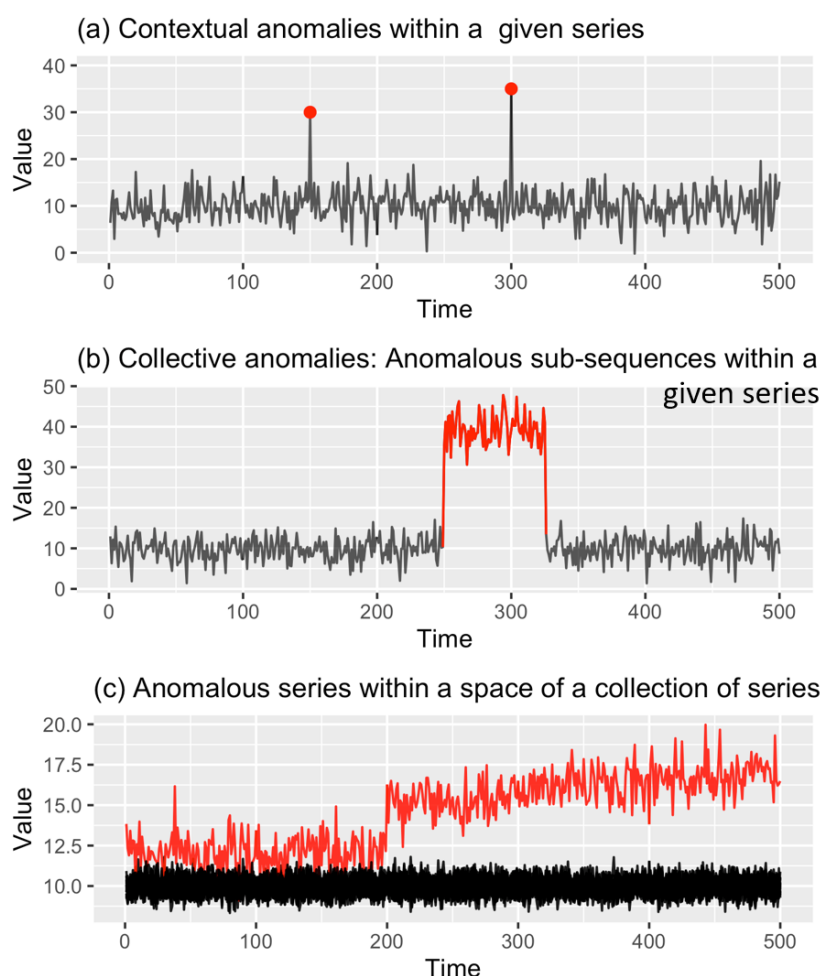 (a) Contextual anomalies within a given series
40
30
20
10
0
Value
0 100 200 300 400 500
Time
(b) Collective anomalies: Anomalous sub-sequences within a
given series
50
40
30
20
10
0
Value
0 100 200 300 400 500
Time
(c) Anomalous series within a space of a collection of series
20.0
17.5
15.0
12.5
10.0
Value
0 100 200 300 400 500
Time